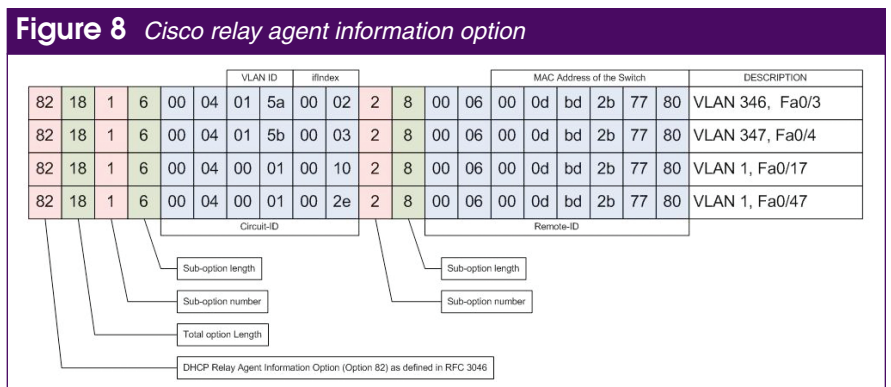 Figure 8 Cisco relay agent information option
VLAN ID ifIndex MAC Address of the Switch DESCRIPTION
82 18 1 6 00 04 01 5a 00 02 2 8 00 06 00 0d bd 2b 77 80 VLAN 346, Fa0/3
82 18 1 6 00 04 01 5b 00 03 2 8 00 06 00 0d bd 2b 77 80 VLAN 347, Fa0/4
82 18 1 6 00 04 00 01 00 10 2 8 00 06 00 0d bd 2b 77 80 VLAN 1, Fa0/17
82 18 1 6 00 04 00 01 00 2e 2 8 00 06 00 0d bd 2b 77 80 VLAN 1, Fa0/47
Circuit-ID Remote-ID
Sub-option length Sub-option length
Sub-option number Sub-option number
Total option Length
DHCP Relay Agent Information Option (Option 82) as defined in RFC 3046